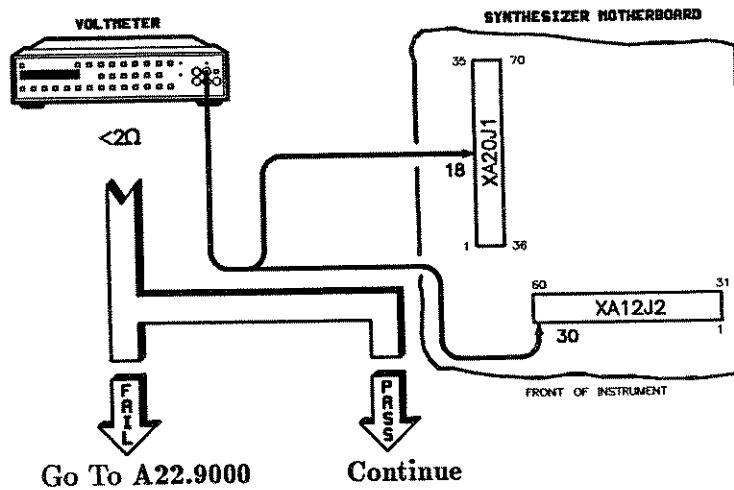 VOLTMETER
SYNTHESIZER MOTHERBOARD
35
70
<2Ω
18
XA20J1
1
36
60
31
XA12J2
30
1
FRONT OF INSTRUMENT
FAIL
PASS
Go To A22.9000
Continue